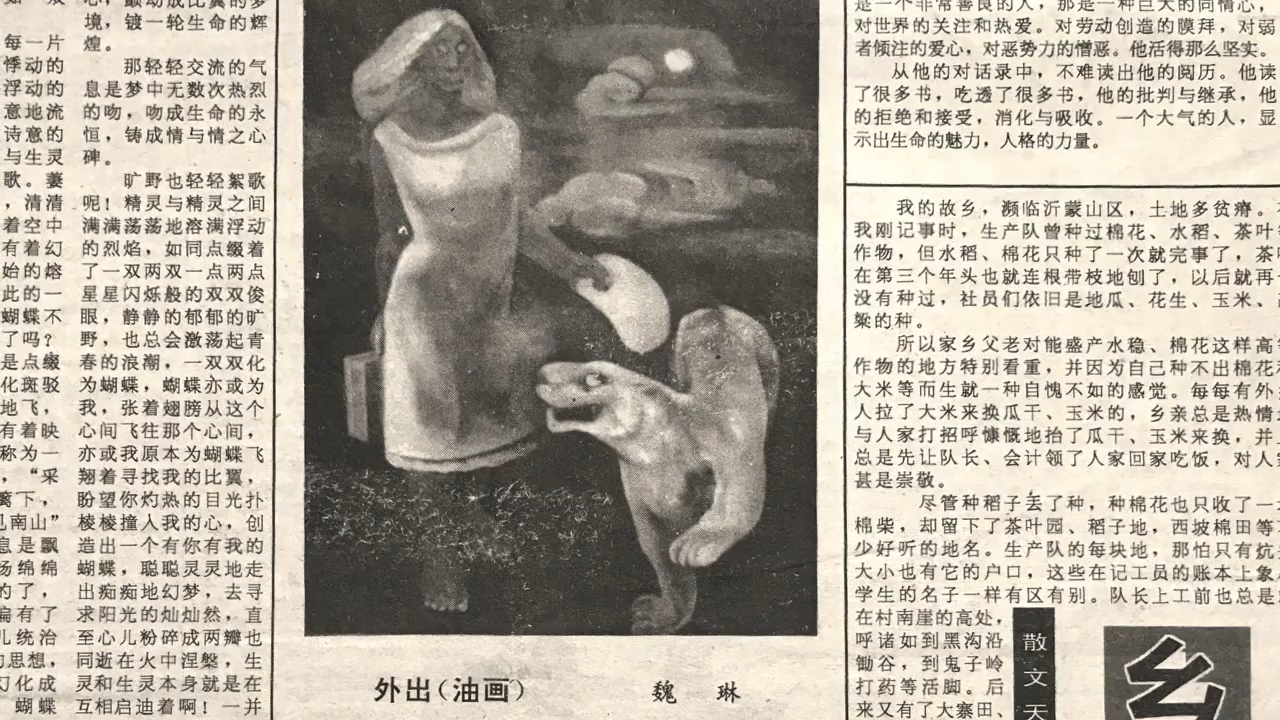 每一片
悸动的
浮动的
意地流
诗意的
与生灵
歌。萋
，清清
着空中
有着幻
始的熔
此的一
蝴蝶不
了吗？
是点缀
化斑驳
地飞，
有着映
称为一
，“采
篱下，
见南山”
息是飘
扬绵绵
的了，
偏有了
儿统治
的思想，
幻化成
蝴蝶
境，镀一轮生命的辉
煌。
那轻轻交流的气
息是梦中无数次热烈
的吻，吻成生命的永
恒，铸成情与情之心
碑。
旷野也轻轻絮歌
呢！精灵与精灵之间
满满荡荡地溶满浮动
的烈焰，如同点缀着
了一双两双一点两点
星星闪烁般的双双俊
眼，静静的郁郁的旷
野，也总会激荡起青
春的浪潮，一双双化
为蝴蝶，蝴蝶亦或为
我，张着翅膀从这个
心间飞往那个心间，
亦或我原本为蝴蝶飞
翔着寻找我的比翼，
盼望你灼热的目光扑
棱棱撞入我的心，创
造出一个有你有我的
蝴蝶，聪聪灵灵地走
出痴痴地幻梦，去寻
求阳光的灿灿然，直
至心儿粉碎成两瓣也
同逝在火中涅槃，生
灵和生灵本身就是在
互相启迪着啊！一并
外出（油画） 魏 琳
是一个非常善良的人，那是一种巨大的同情心，
对世界的关注和热爱。对劳动创造的膜拜，对弱
者倾注的爱心，对恶势力的憎恶。他活得那么坚实。
从他的对话录中，不难读出他的阅历。他读
了很多书，吃透了很多书，他的批判与继承，他
的拒绝和接受，消化与吸收。一个大气的人，显
示出生命的魅力，人格的力量。
我的故乡，濒临沂蒙山区，土地多贫瘠。
我刚记事时，生产队曾种过棉花、水稻、茶叶
作物，但水稻、棉花只种了一次就完事了，茶
在第三个年头也就连根带枝地刨了，以后就再
没有种过，社员们依旧是地瓜、花生、玉米、
粱的种。
所以家乡父老对能盛产水稳、棉花这样高
作物的地方特别看重，并因为自己种不出棉花
大米等而生就一种自愧不如的感觉。每每有外
人拉了大米来换瓜干、玉米的，乡亲总是热情
与人家打招呼慷慨地抬了瓜干、玉米来换，并
总是先让队长、会计领了人家回家吃饭，对人
甚是崇敬。
尽管种稻子丢了种，种棉花也只收了一
棉柴，却留下了茶叶园、稻子地，西坡棉田等
少好听的地名。生产队的每块地，那怕只有炕
大小也有它的户口，这些在记工员的账本上象
学生的名子一样有区有别。队长上工前也总是
在村南崖的高处，
呼诸如到黑沟沿
锄谷，到鬼子岭
打药等活脚。后
来又有了大寨田、
散文天
乡